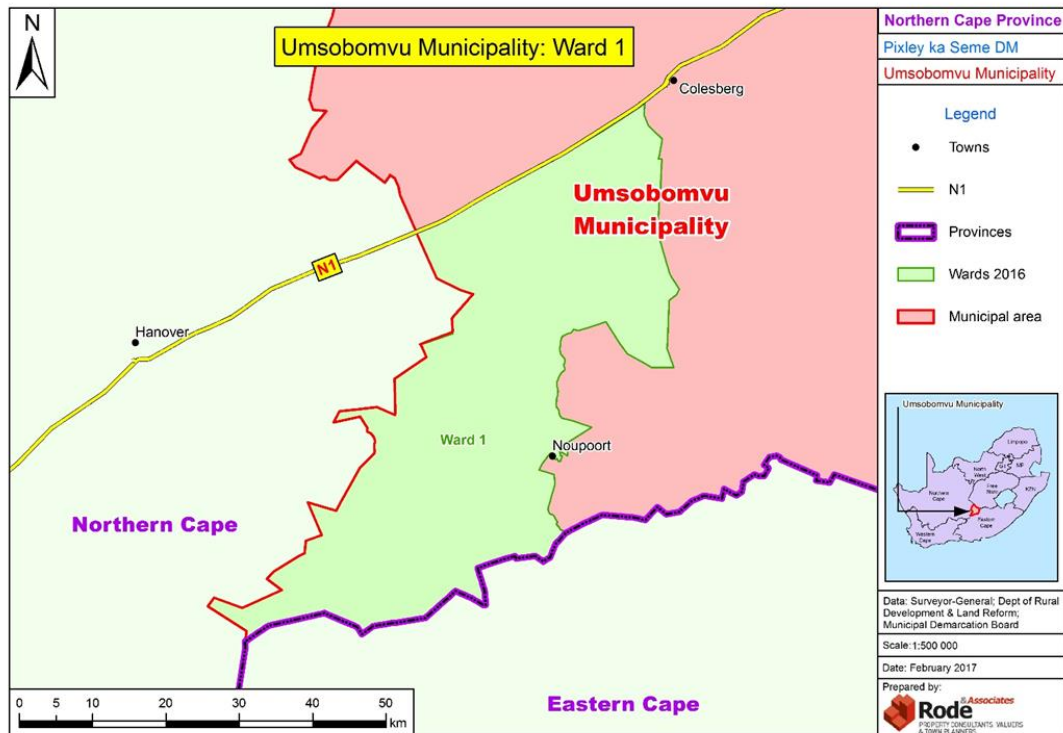 N
Umsobomvu Municipality: Ward 1
Colesberg
Umsobomvu
Municipality
N1
Hanover
Ward 1
Noupoort
Northern Cape
Eastern Cape
0 5 10 20 30 40 50
km
Northern Cape Province
Pixley ka Seme DM
Umsobomvu Municipality
Legend
Towns
N1
Provinces
Wards 2016
Municipal area
Umsobomvu Municipality
Limpopo
North
West
MP
Free
State
KZN
Northern
Cape
Eastern
Cape
Western
Cape
Data: Surveyor-General; Dept of Rural
Development & Land Reform;
Municipal Demarcation Board
Scale:1:500 000
Date: February 2017
Prepared by:
&Associates
Rode
PROPERTY CONSULTANTS, VALUERS
& TOWN PLANNERS